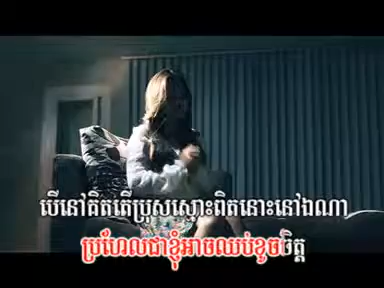 បើនៅគិតតើប្រុសស្មោះពិតនោះនៅឯណា
ប្រហែលជាខ្ញុំអាចឈប់ខូចចិត្ត